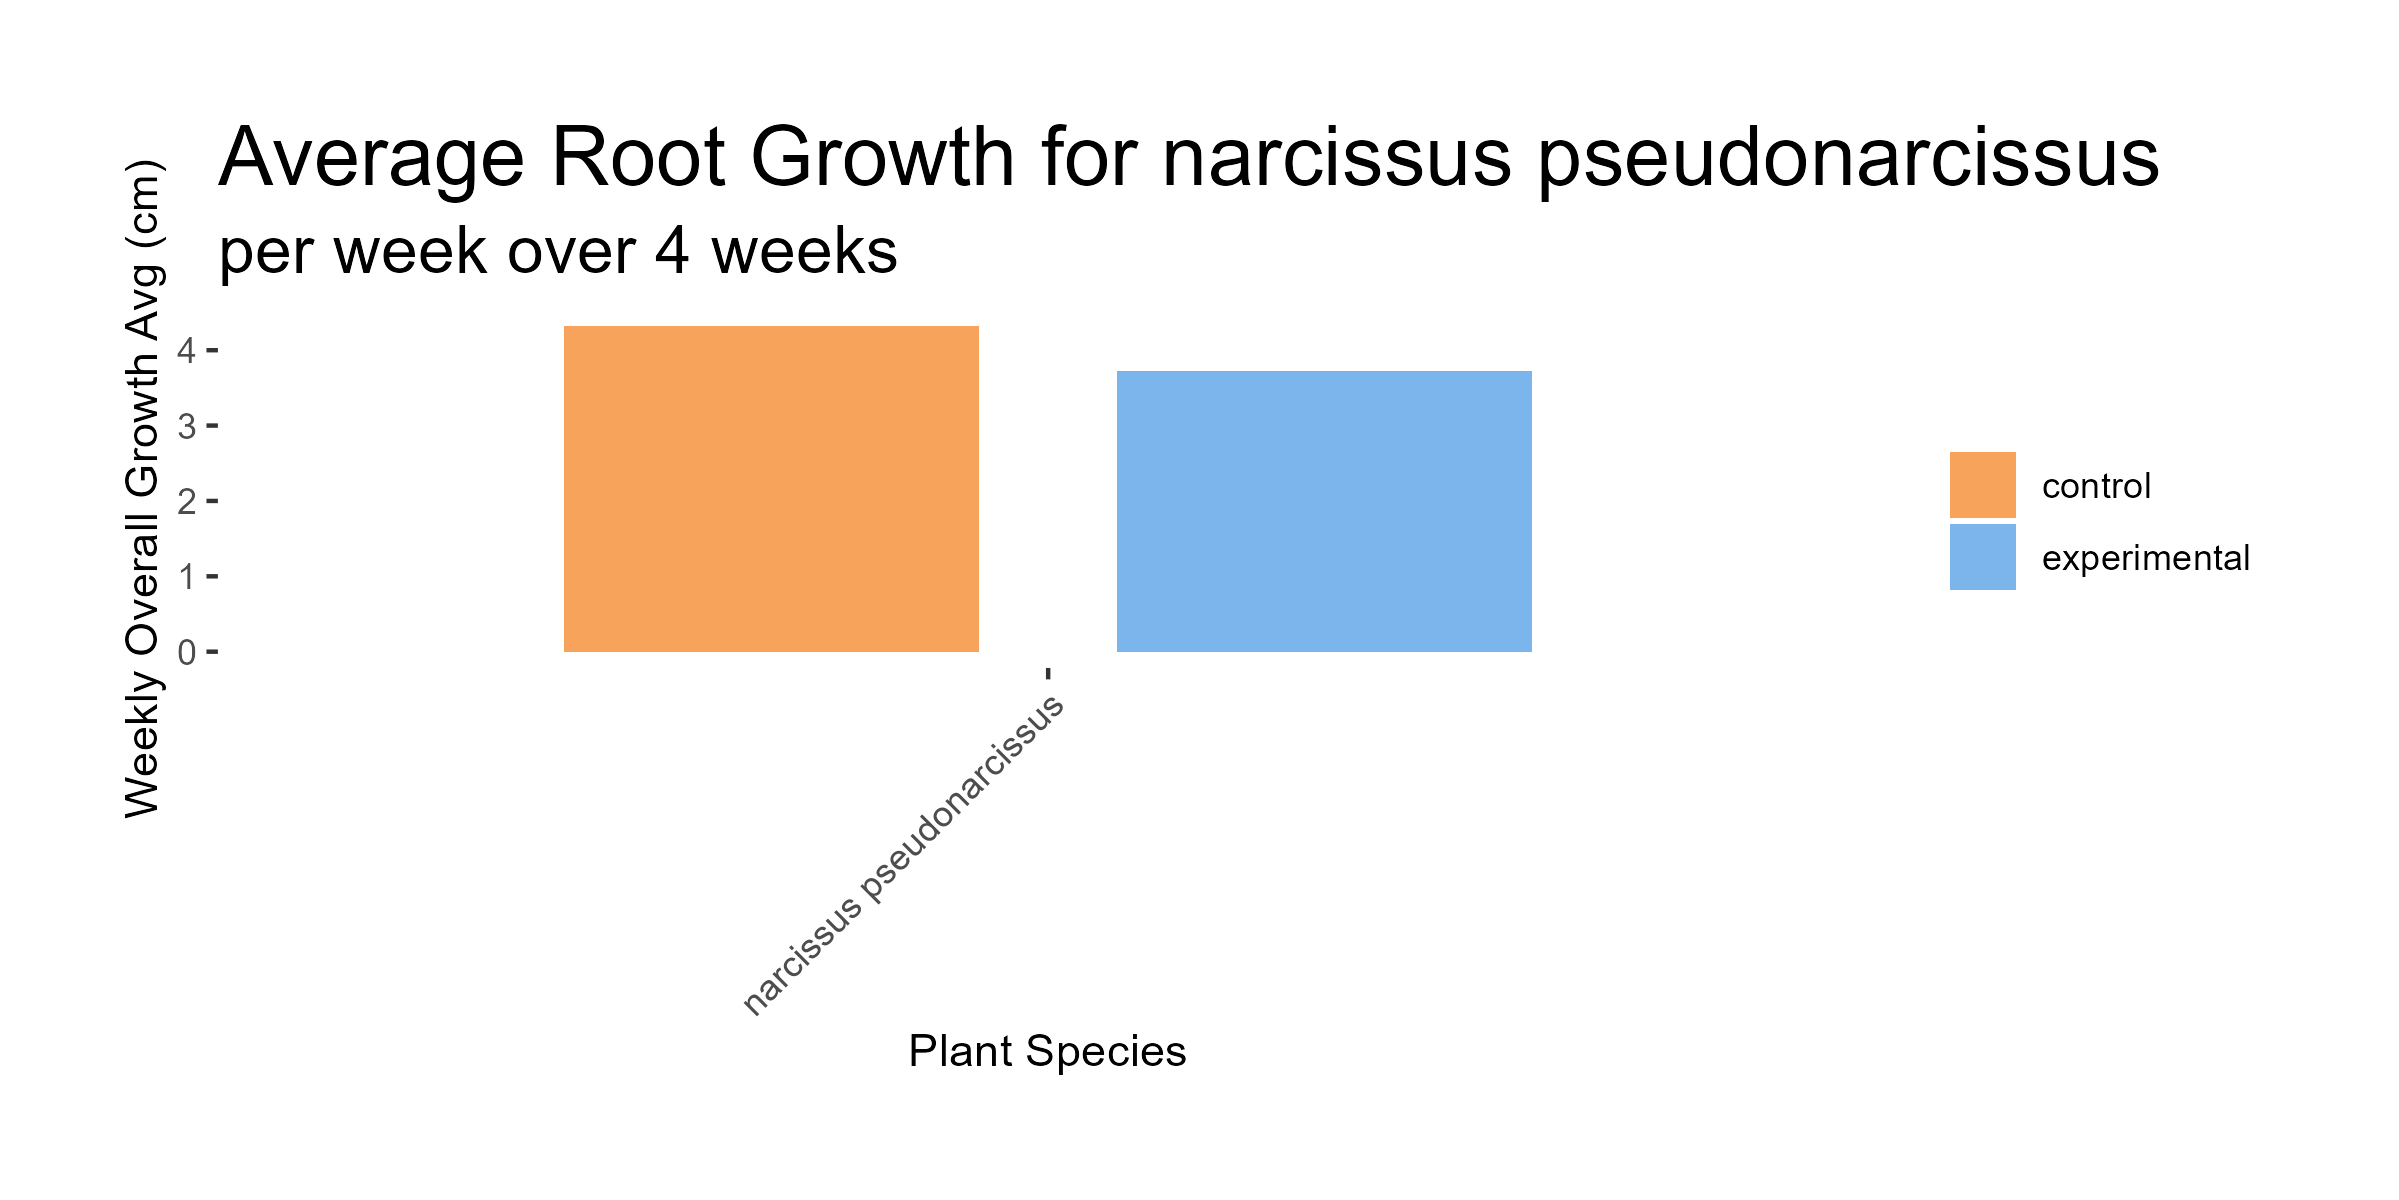 Average Root Growth for narcissus pseudonarcissus
per week over 4 weeks
Weekly Overall Growth Avg (cm)
4
3
2
1
0
control
experimental
narcissus pseudonarcissus
Plant Species